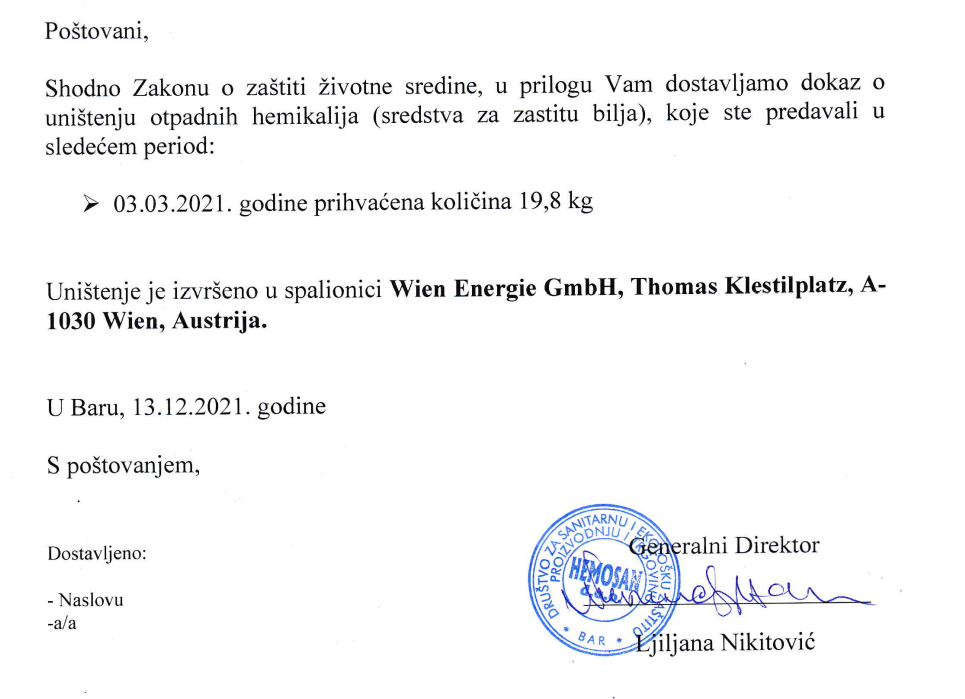 Poštovani,
Shodno Zakonu o zaštiti životne sredine, u prilogu Vam dostavljamo dokaz o
uništenju otpadnih hemikalija (sredstva za zastitu bilja), koje ste predavali u
sledećem period:
➢ 03.03.2021. godine prihvaćena količina 19,8 kg
Uništenje je izvršeno u spalionici Wien Energie GmbH, Thomas Klestilplatz, A-
1030 Wien, Austrija.
U Baru, 13.12.2021. godine
S poštovanjem,
Dostavljeno:
- Naslovu
-a/a
Generalni Direktor
Ljiljana Nikitović
DRUŠTVO ZA SANITARNU I EKOLOŠKU ZAŠTITU
PROIZVODNJU I TRGOVINU
HEMOSAN
d.o.o.
* BAR *